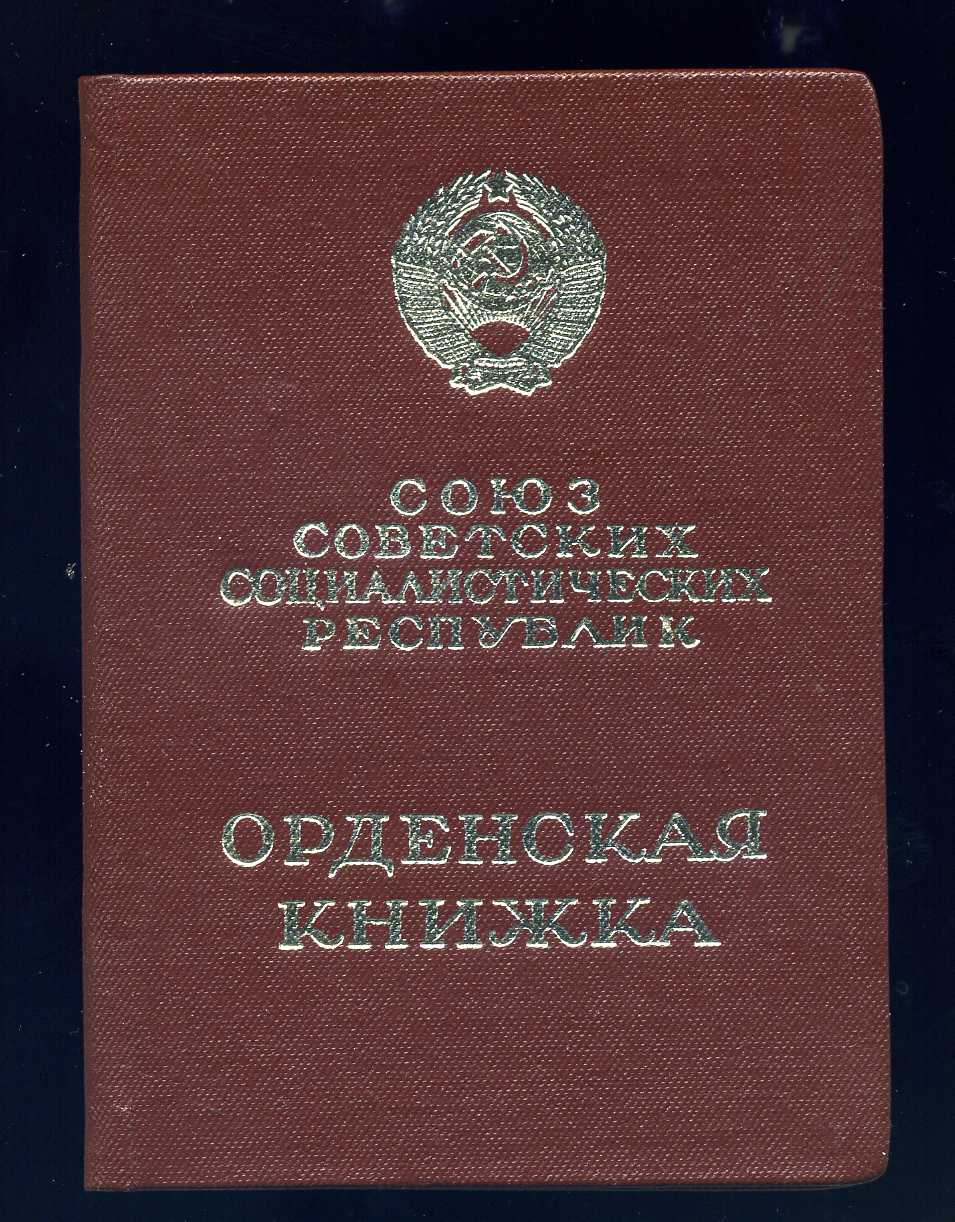 СОЮЗ
СОВЕТСКИХ
СОЦИАЛИСТИЧЕСКИХ
РЕСПУБЛИК
ОРДЕНСКАЯ
КНИЖКА